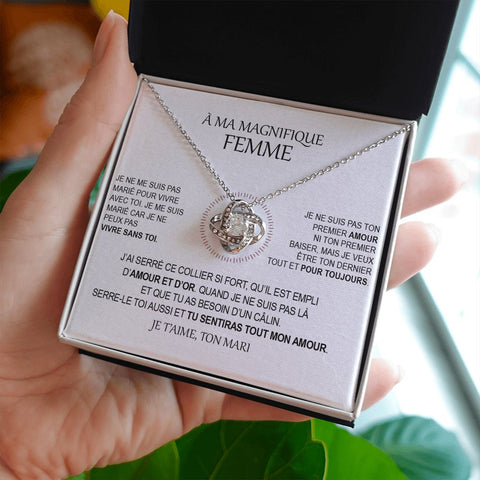 À MA MAGNIFIQUE
FEMME
JE NE ME SUIS PAS
MARIÉ POUR VIVRE
AVEC TOI. JE ME SUIS
MARIÉ CAR JE NE
PEUX PAS
VIVRE SANS TOI.
JE NE SUIS PAS TON
PREMIER AMOUR
NI TON PREMIER
BAISER, MAIS JE VEUX
ÊTRE TON DERNIER
TOUT ET POUR TOUJOURS
J'AI SERRÉ CE COLLIER SI FORT, QU'IL EST EMPLI
D'AMOUR ET D'OR. QUAND JE NE SUIS PAS LÀ
ET QUE TU AS BESOIN D'UN CÂLIN.
SERRE-LE TOI AUSSI ET TU SENTIRAS TOUT MON AMOUR.
JE T'AIME, TON MARI